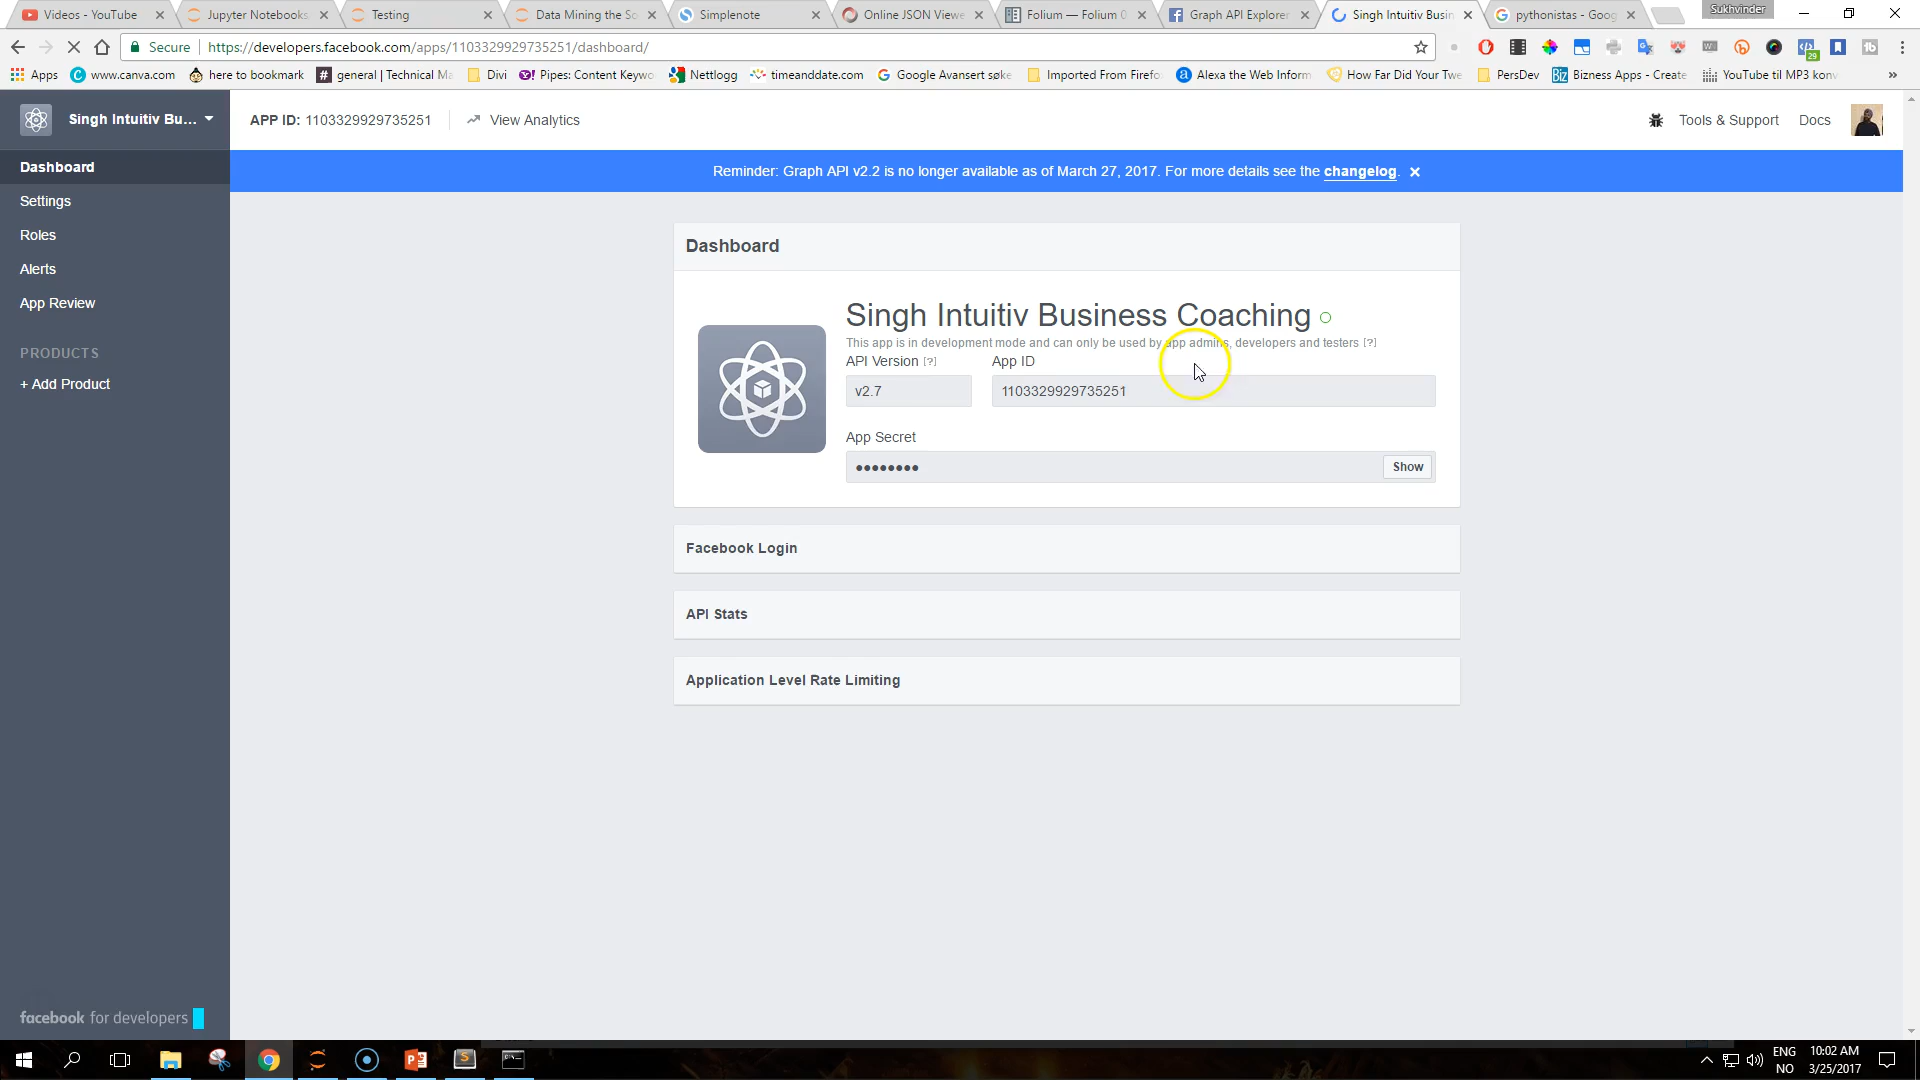 Videos - YouTube
Jupyter Notebooks
Testing
Data Mining the So
Simplenote
Online JSON Viewe
Folium — Folium 0
Graph API Explorer
Singh Intuitiv Busin
pythonistas - Goog
Sukhvinder
Secure
https://developers.facebook.com/apps/1103329929735251/dashboard/
29
Apps
www.canva.com
here to bookmark
general | Technical Ma
Divi
Pipes: Content Keywo
Nettlogg
timeanddate.com
Google Avansert søke
Imported From Firefo
Alexa the Web Inform
How Far Did Your Twe
PersDev
Bizness Apps - Create
YouTube til MP3 konv
»
Singh Intuitiv Bu...
APP ID: 1103329929735251
View Analytics
Tools & Support
Docs
Dashboard
Settings
Roles
Alerts
App Review
PRODUCTS
+ Add Product
Reminder: Graph API v2.2 is no longer available as of March 27, 2017. For more details see the changelog.
Dashboard
Singh Intuitiv Business Coaching
This app is in development mode and can only be used by app admins, developers and testers [?]
API Version [?]
App ID
v2.7
1103329929735251
App Secret
●●●●●●●●
Show
Facebook Login
API Stats
Application Level Rate Limiting
facebook for developers
ENG
NO
10:02 AM
3/25/2017